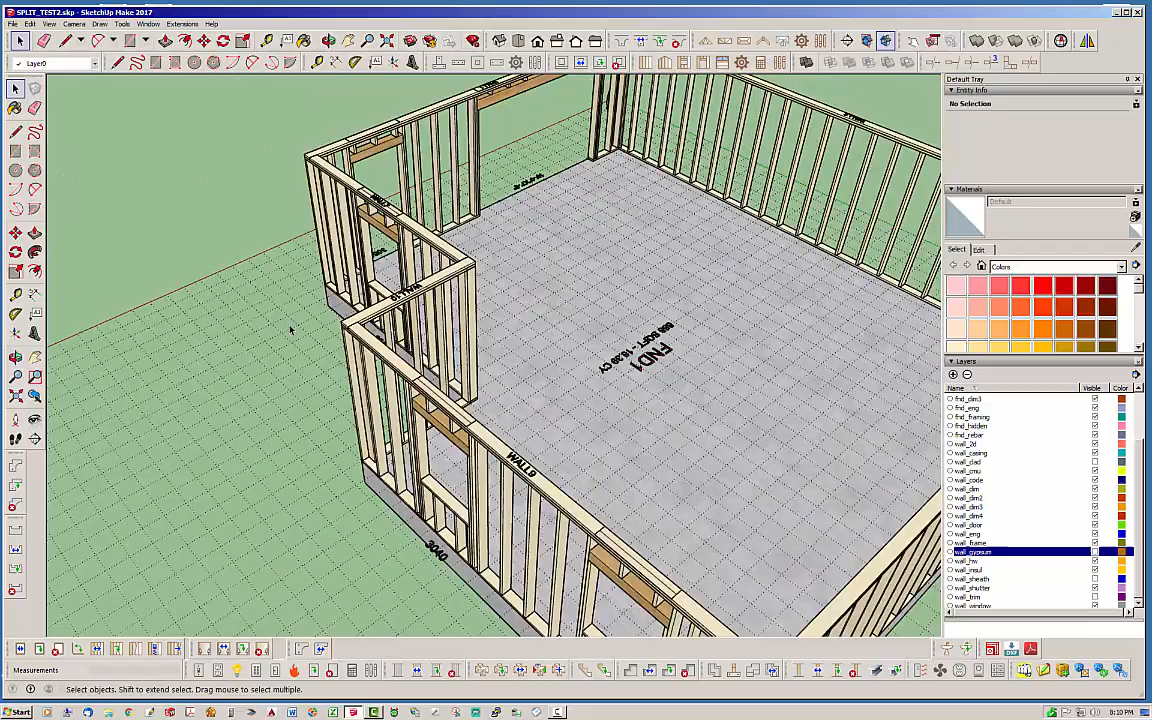 SPLIT_TEST2.skp - SketchUp Make 2017
File Edit View Camera Draw Tools Window Extensions Help
Layer0
Default Tray
Entity Info
No Selection
Materials
Default
Select Edit
Colors
Layers
Name Visible Color
fnd_dim3
fnd_eng
fnd_framing
fnd_hidden
fnd_rebar
wall_2d
wall_casing
wall_clad
wall_cmu
wall_code
wall_dim
wall_dim2
wall_dim3
wall_dim4
wall_door
wall_eng
wall_frame
wall_gypsum
wall_hw
wall_insul
wall_sheath
wall_shutter
wall_trim
wall_window
FND1
WALL9
3040
Measurements
Select objects. Shift to extend select. Drag mouse to select multiple.
Start
8:10 PM